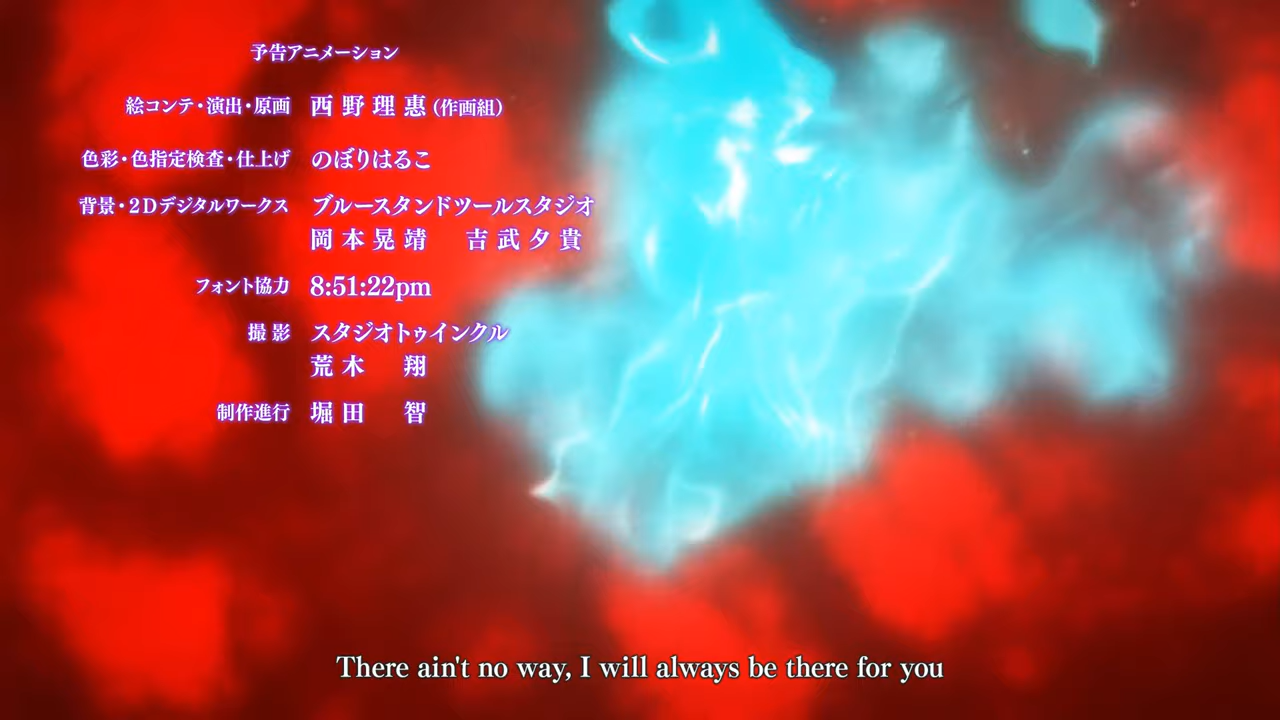 予告アニメーション
絵コンテ・演出・原画 西野理惠(作画組)
色彩・色指定検査・仕上げ のぼりはるこ
背景・2Dデジタルワークス ブルースタンドツールスタジオ
岡本晃靖 吉武夕貴
フォント協力 8:51:22pm
撮影 スタジオトゥインクル
荒木 翔
制作進行 堀田 智
There ain't no way, I will always be there for you